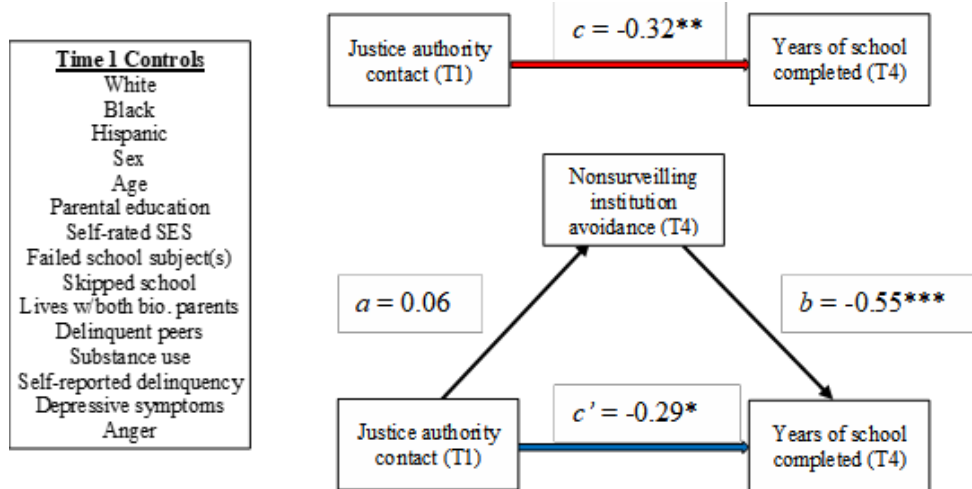 Time 1 Controls
White
Black
Hispanic
Sex
Age
Parental education
Self-rated SES
Failed school subject(s)
Skipped school
Lives w/both bio. parents
Delinquent peers
Substance use
Self-reported delinquency
Depressive symptoms
Anger
Justice authority
contact (T1)
c = -0.32**
Years of school
completed (T4)
Nonsurveilling
institution
avoidance (T4)
a = 0.06
b = -0.55***
Justice authority
contact (T1)
c’ = -0.29*
Years of school
completed (T4)